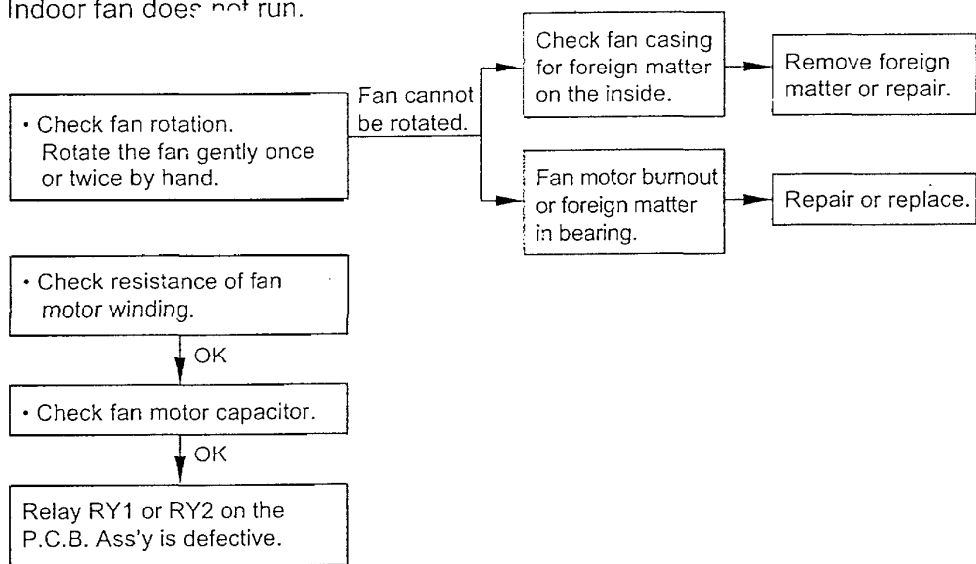 Indoor fan does not run.
• Check fan rotation.
Rotate the fan gently once
or twice by hand.
Fan cannot
be rotated.
Check fan casing
for foreign matter
on the inside.
Remove foreign
matter or repair.
Fan motor burnout
or foreign matter
in bearing.
Repair or replace.
• Check resistance of fan
motor winding.
OK
• Check fan motor capacitor.
OK
Relay RY1 or RY2 on the
P.C.B. Ass'y is defective.